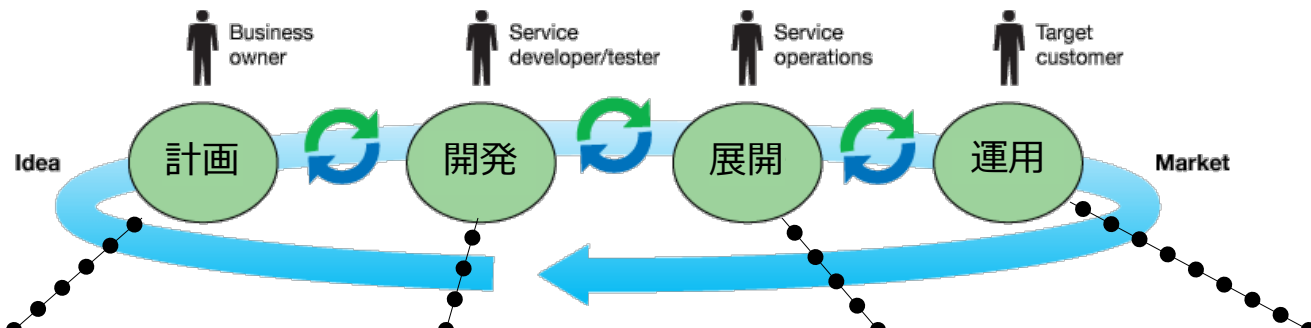 Business
owner
Service
developer/tester
Service
operations
Target
customer
Idea
計画
開発
展開
運用
Market